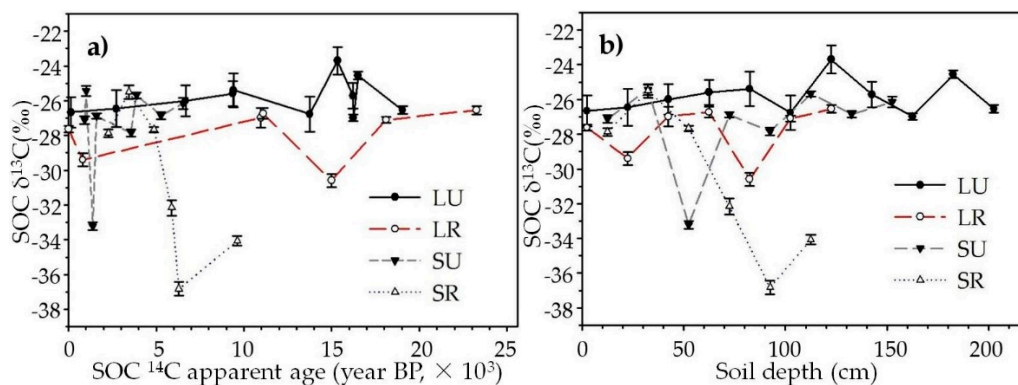 a)
-22
-24
-26
-28
-30
-32
-34
-36
-38
SOC δ¹³C(‰)
LU
LR
SU
SR
0 5 10 15 20 25
SOC ¹⁴C apparent age (year BP, × 10³)
b)
-22
-24
-26
-28
-30
-32
-34
-36
-38
SOC δ¹³C(‰)
LU
LR
SU
SR
0 50 100 150 200
Soil depth (cm)